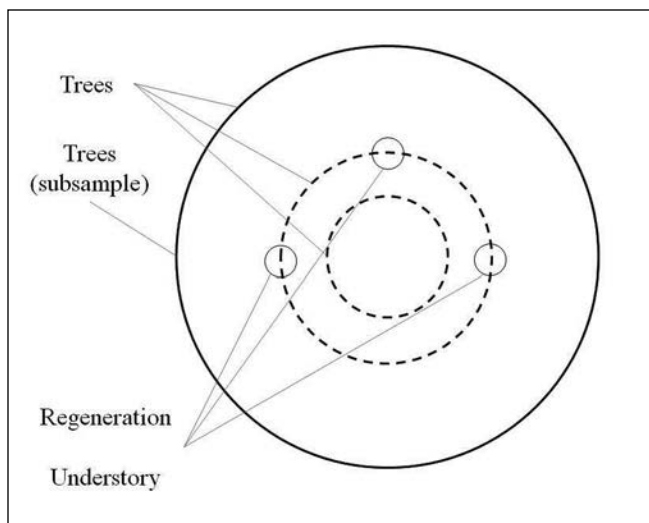 Trees
Trees
(subsample)
Regeneration
Understory